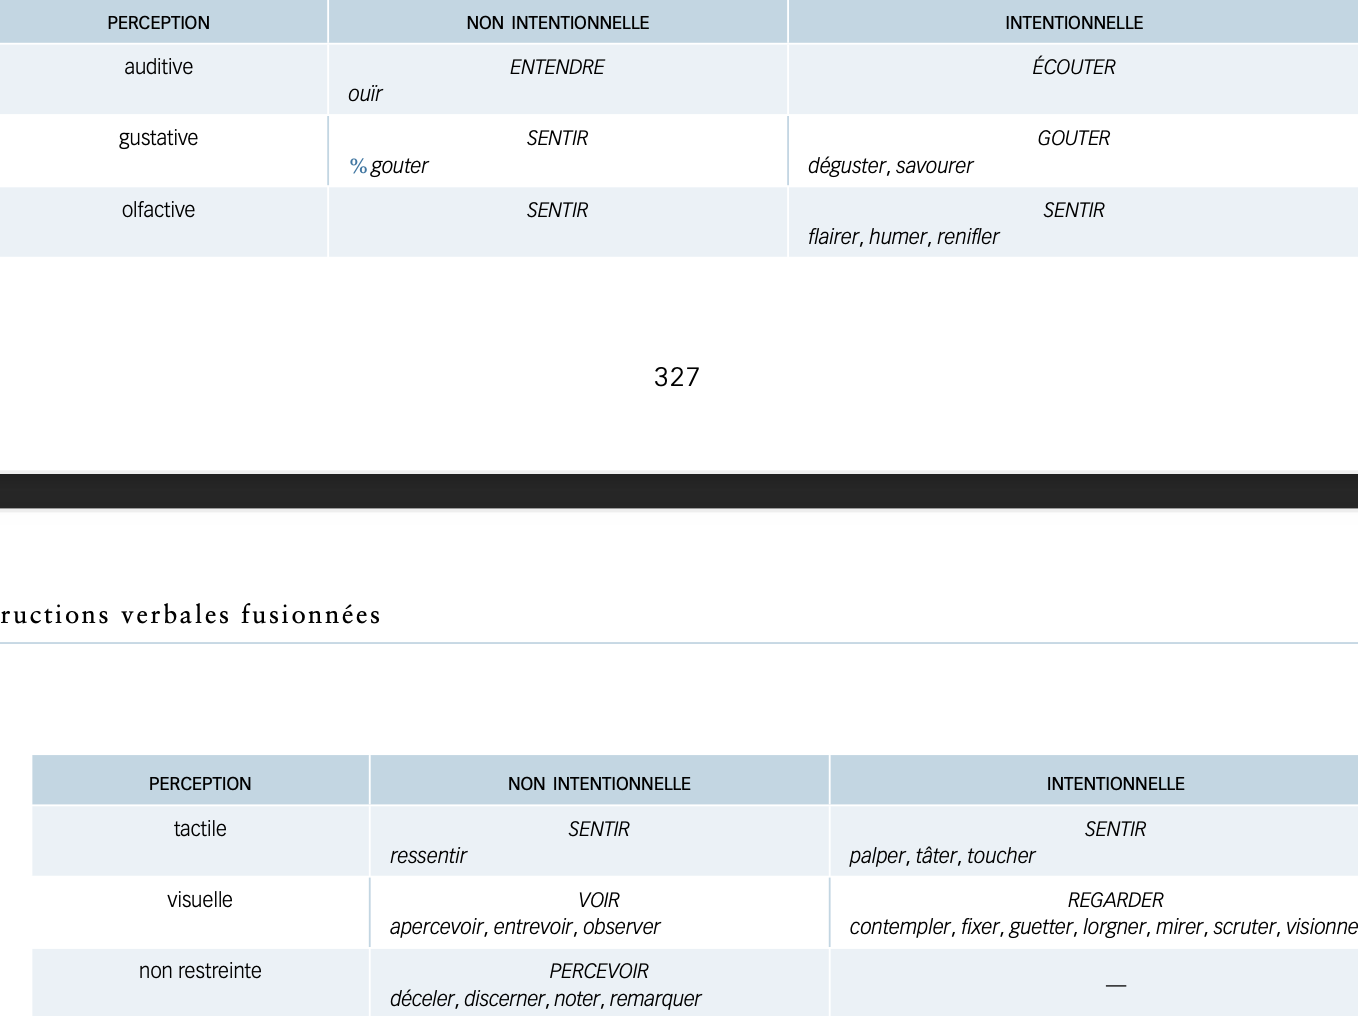 PERCEPTION NON INTENTIONNELLE INTENTIONNELLE
auditive ENTENDRE ÉCOUTER
ouïr
gustative SENTIR GOUTER
% gouter déguster, savourer
olfactive SENTIR SENTIR
flairer, humer, renifler
327
ructions verbales fusionnées
PERCEPTION NON INTENTIONNELLE INTENTIONNELLE
tactile SENTIR SENTIR
ressentir palper, tâter, toucher
visuelle VOIR REGARDER
apercevoir, entrevoir, observer contempler, fixer, guetter, lorgner, mirer, scruter, visionne
non restreinte PERCEVOIR —
déceler, discerner, noter, remarquer